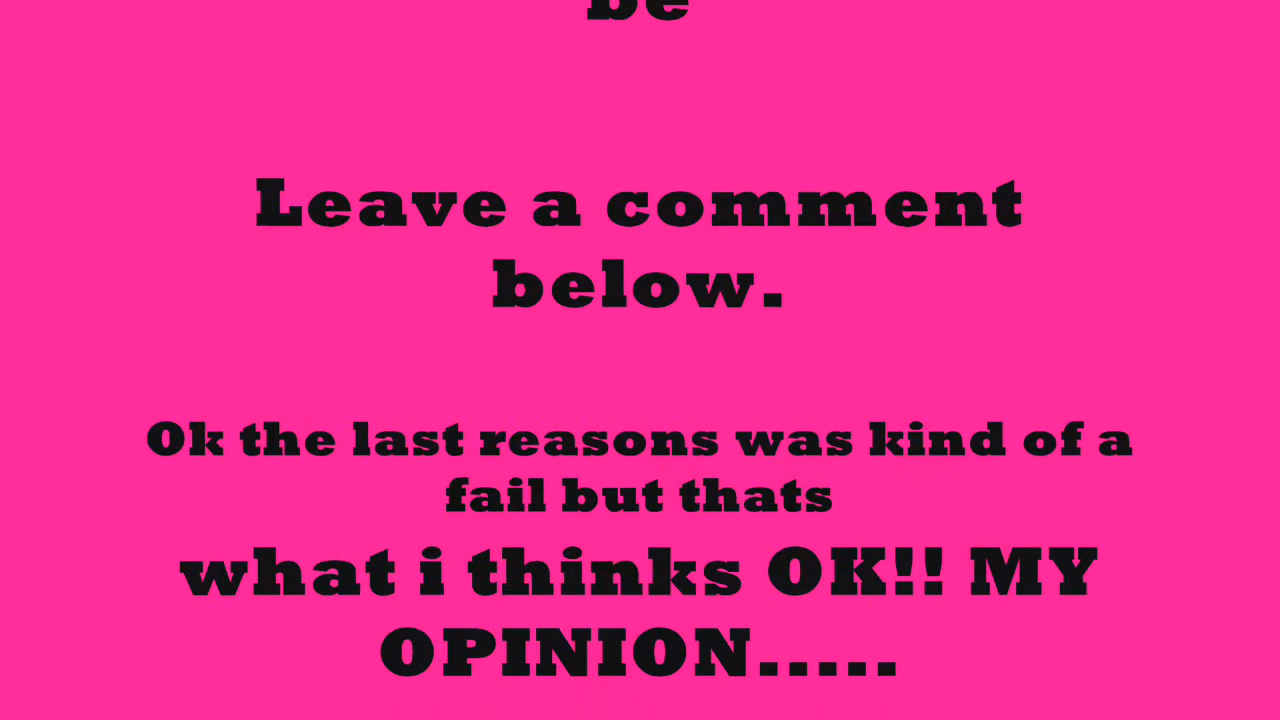 be
Leave a comment
below.
Ok the last reasons was kind of a
fail but thats
what i thinks OK!! MY
OPINION.....